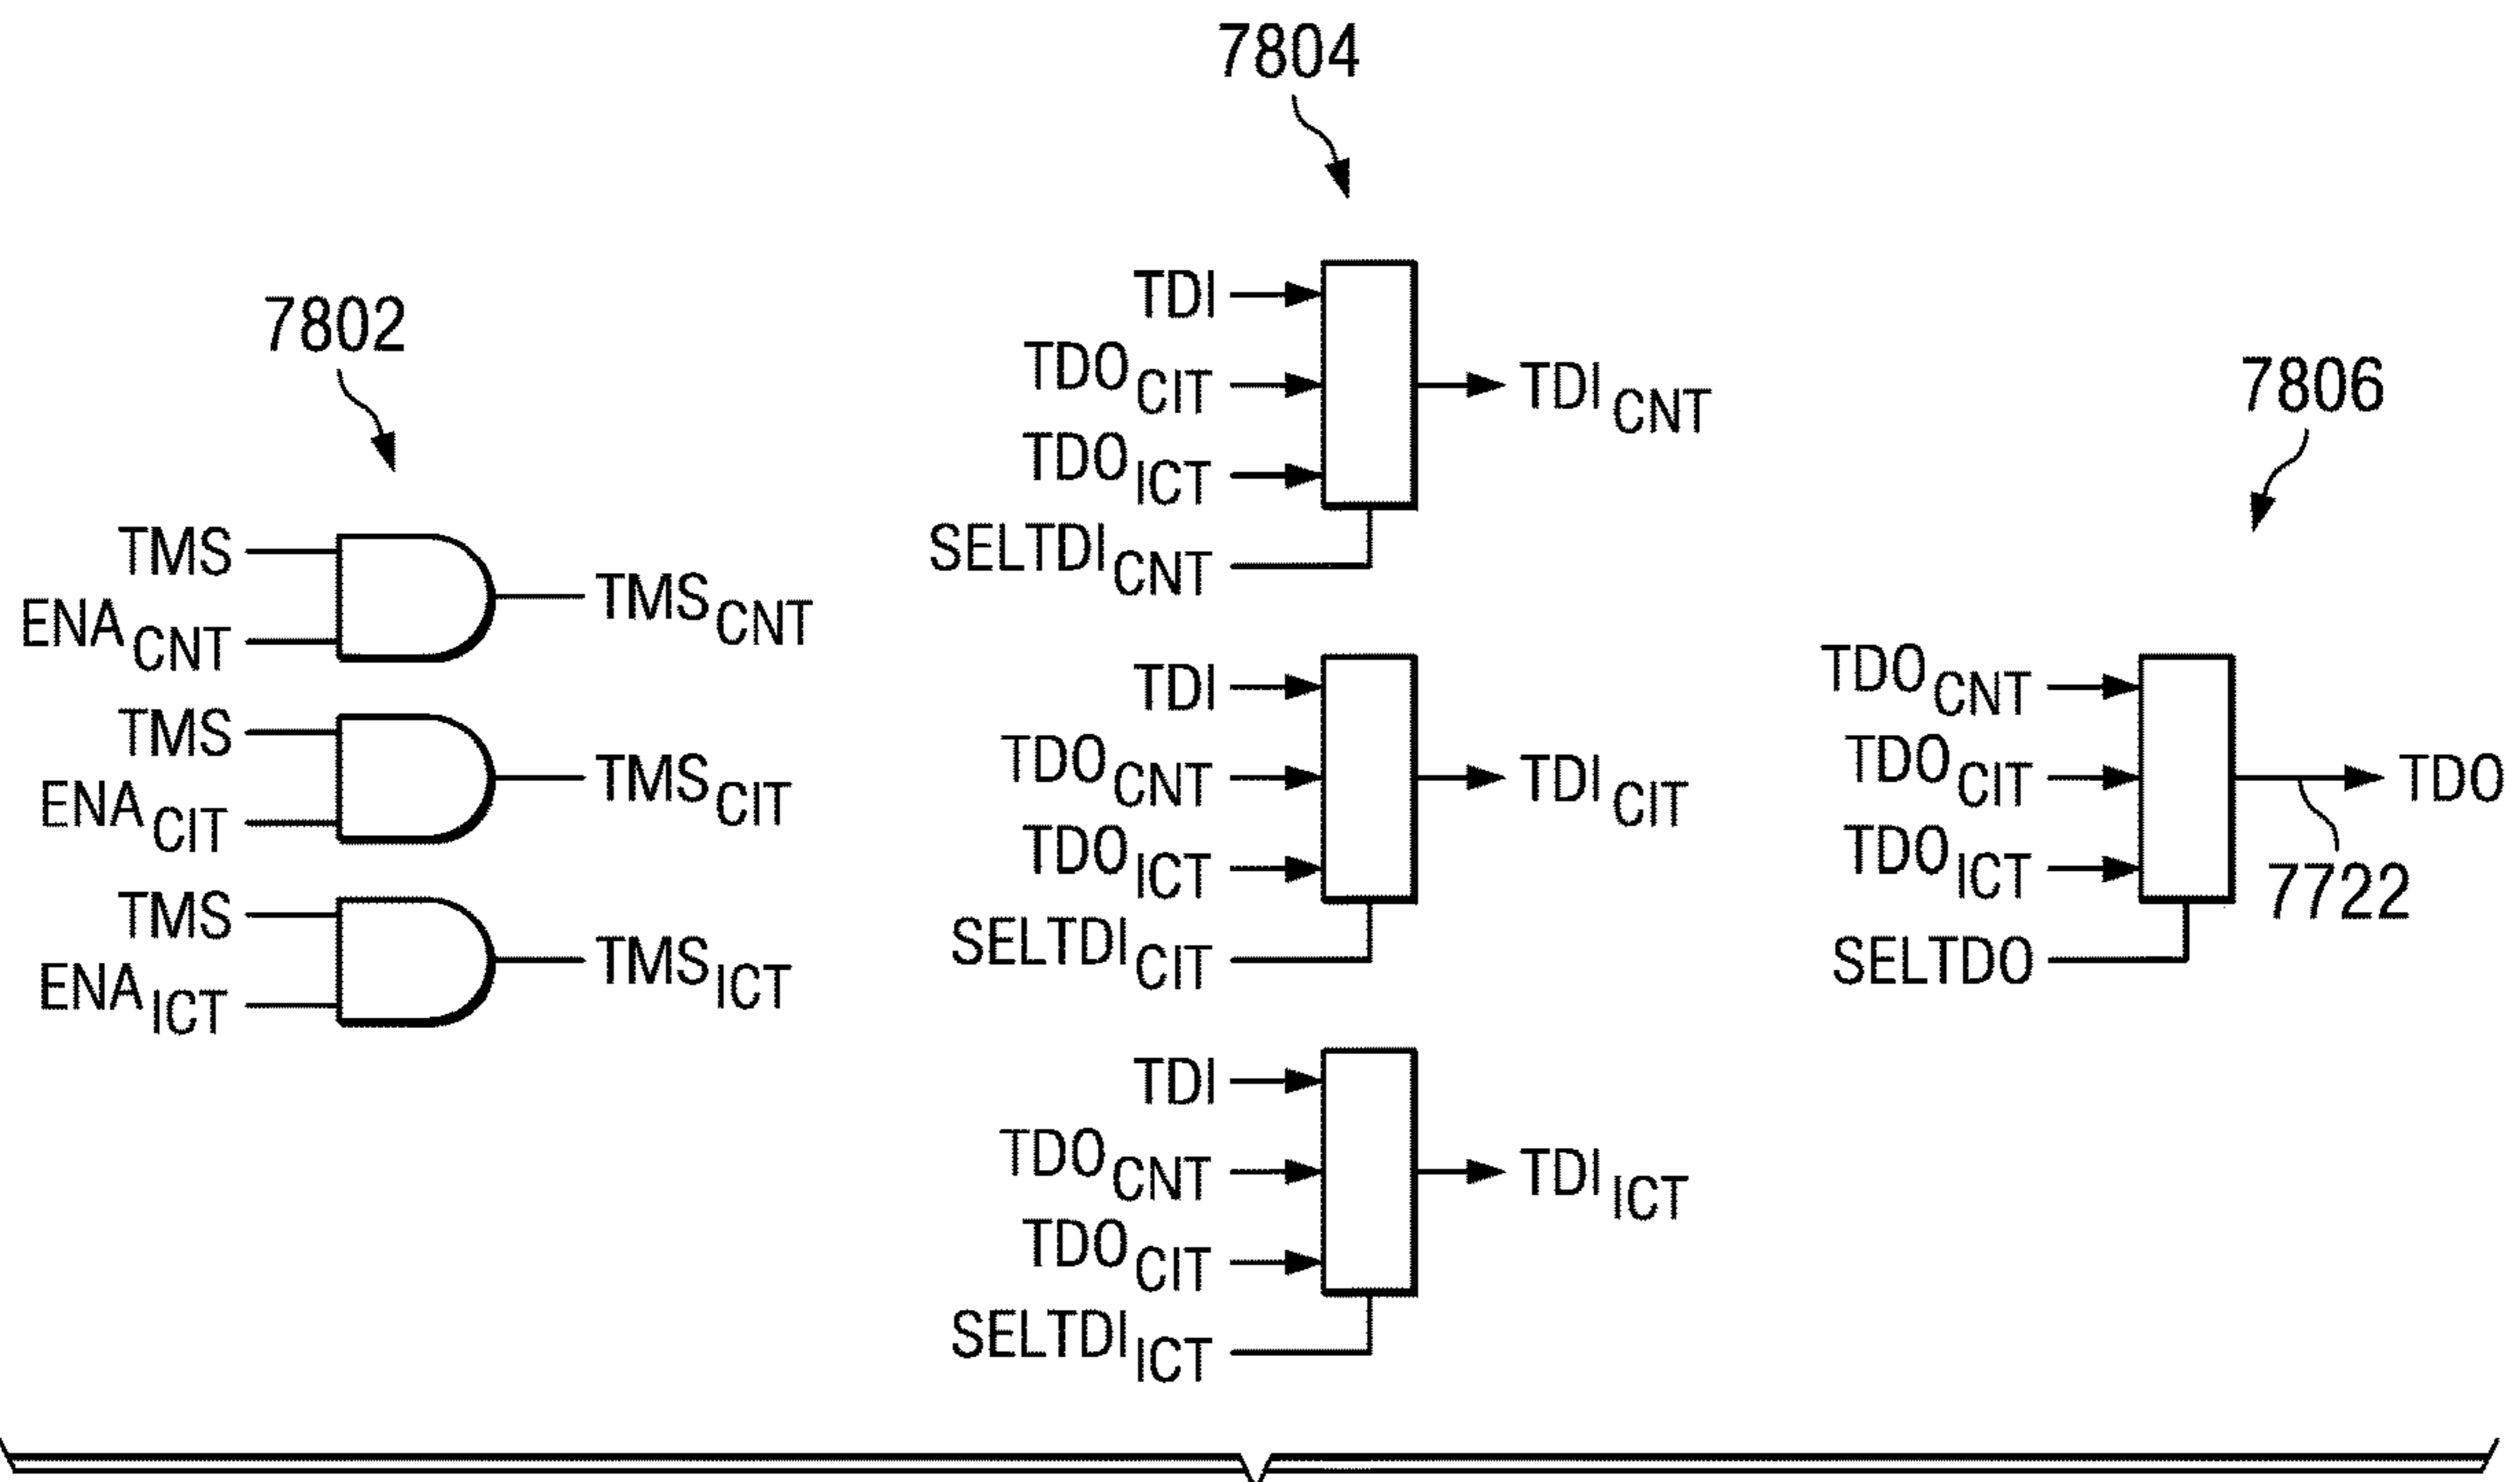 7804
7802
7806
TMS
ENA CNT
TMS CNT
TMS
ENA CIT
TMS CIT
TMS
ENA ICT
TMS ICT
TDI
TDO CIT
TDO ICT
SELTDI CNT
TDI CNT
TDI
TDO CNT
TDO ICT
SELTDI CIT
TDI CIT
TDI
TDO CNT
TDO CIT
SELTDI ICT
TDI ICT
TDO CNT
TDO CIT
TDO ICT
SELTDO
TDO
7722